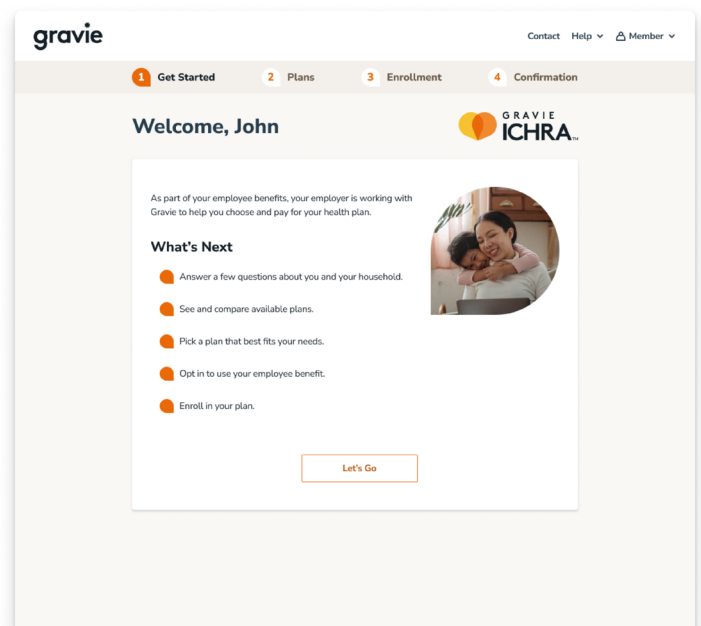 gravie
Contact Help Member
1 Get Started 2 Plans 3 Enrollment 4 Confirmation
Welcome, John
GRAVIE
ICHRA™
As part of your employee benefits, your employer is working with
Gravie to help you choose and pay for your health plan.
What's Next
Answer a few questions about you and your household.
See and compare available plans.
Pick a plan that best fits your needs.
Opt in to use your employee benefit.
Enroll in your plan.
Let's Go